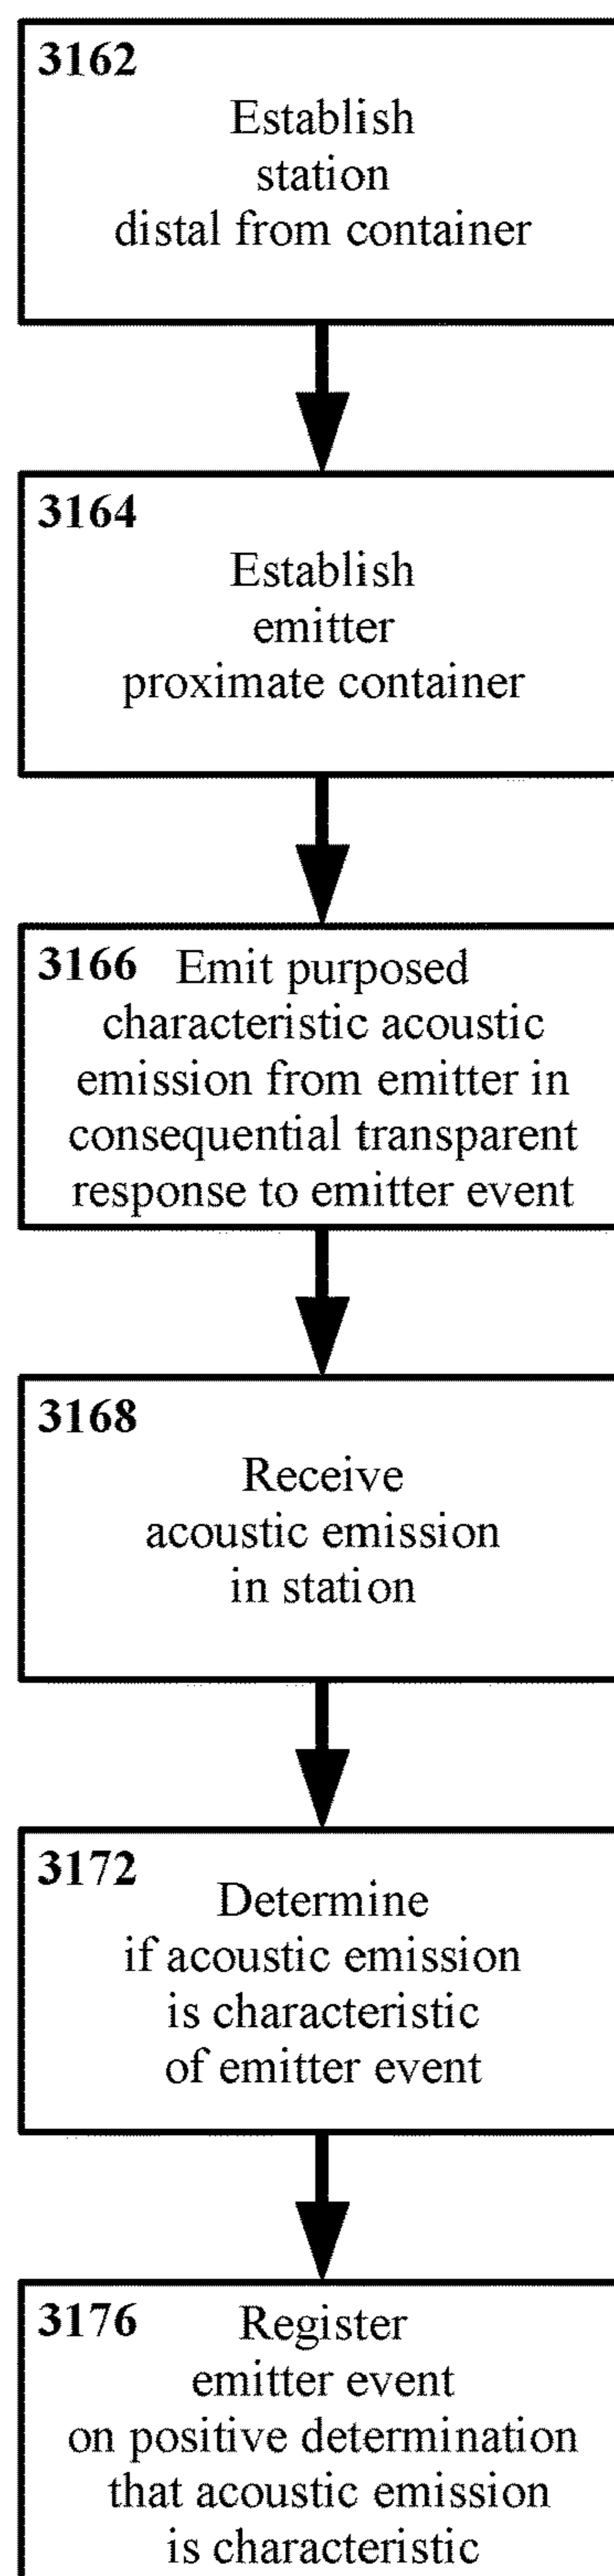 3162
Establish
station
distal from container
3164
Establish
emitter
proximate container
3166 Emit purposed
characteristic acoustic
emission from emitter in
consequential transparent
response to emitter event
3168
Receive
acoustic emission
in station
3172
Determine
if acoustic emission
is characteristic
of emitter event
3176 Register
emitter event
on positive determination
that acoustic emission
is characteristic